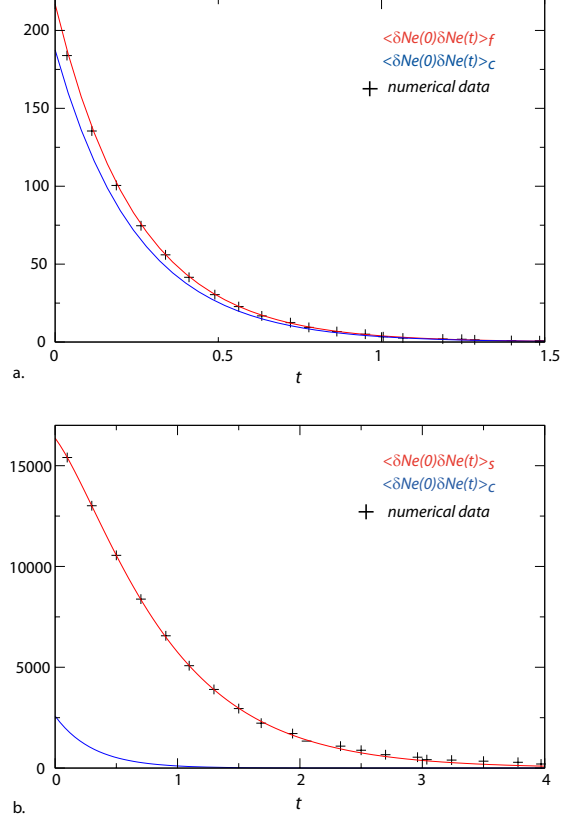 200
150
100
50
0
<δNe(0)δNe(t)>f
<δNe(0)δNe(t)>c
numerical data
0 0.5 1 1.5
a. t
15000
10000
5000
0
<δNe(0)δNe(t)>s
<δNe(0)δNe(t)>c
numerical data
0 1 2 3 4
b. t